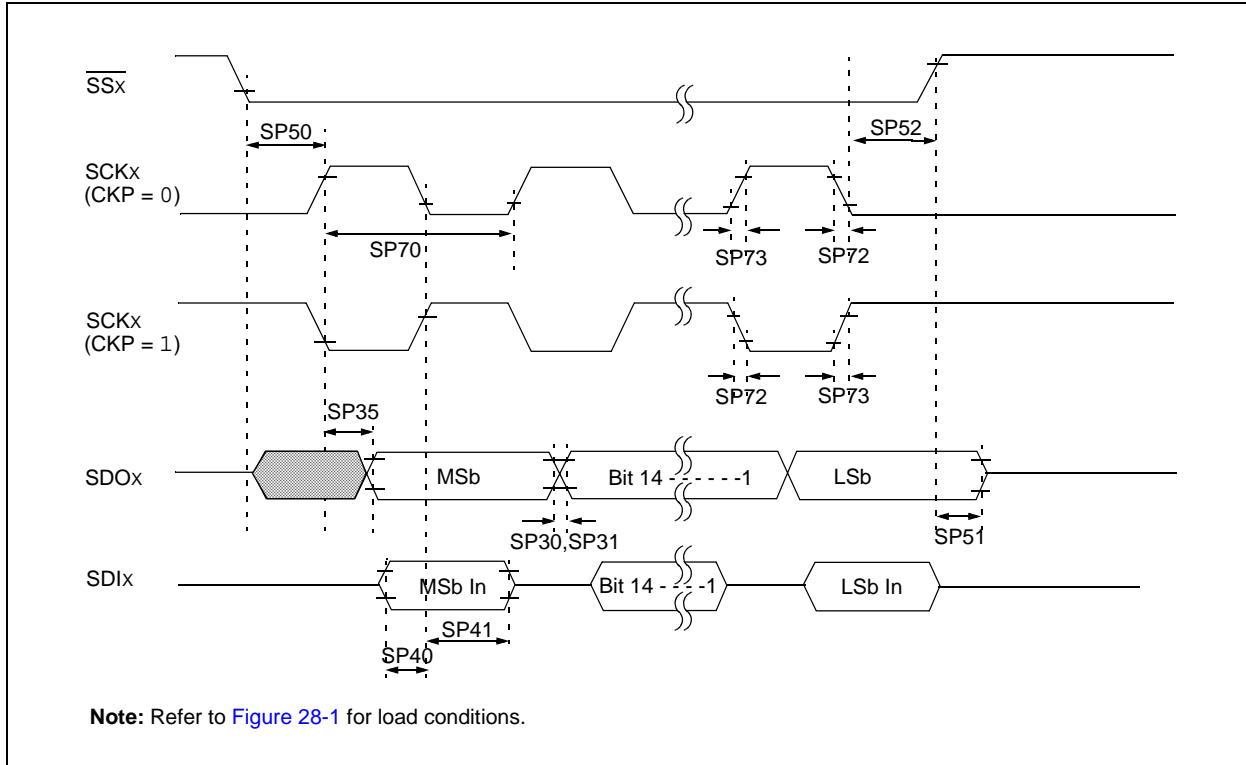 SSX
SP50
SP52
SCKX
(CKP = 0)
SP70
SP73
SP72
SCKX
(CKP = 1)
SP72
SP73
SP35
SDOX
MSb
Bit 14 - - - - - -1
LSb
SP30,SP31
SP51
SDIX
MSb In
Bit 14 - - - -1
LSb In
SP41
SP40
Note: Refer to Figure 28-1 for load conditions.